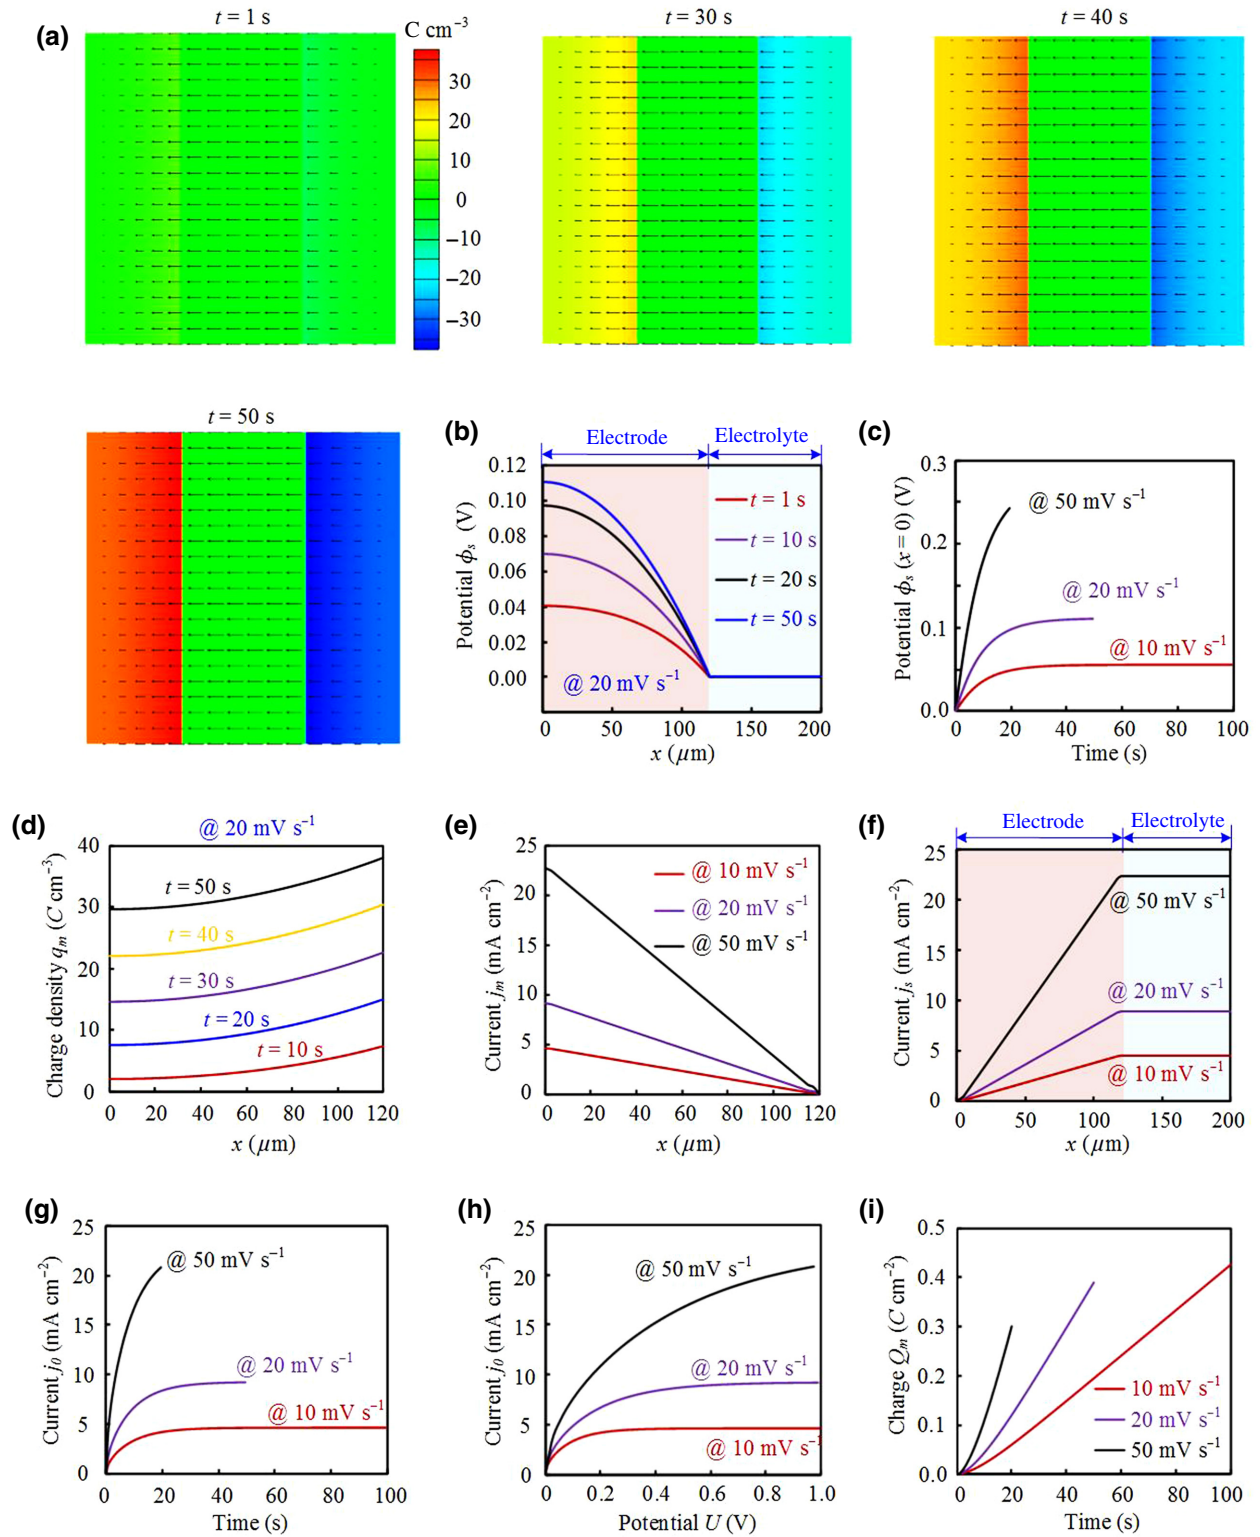 (a)
t = 1 s
C cm⁻³
30
20
10
0
−10
−20
−30
t = 30 s
t = 40 s
t = 50 s
(b)
Electrode
Electrolyte
0.12
0.10
0.08
0.06
0.04
0.02
0.00
Potential ϕs (V)
t = 1 s
t = 10 s
t = 20 s
t = 50 s
@ 20 mV s⁻¹
0
50
100
150
200
x (μm)
(c)
0.3
0.2
0.1
0.0
Potential ϕs (x = 0) (V)
@ 50 mV s⁻¹
@ 20 mV s⁻¹
@ 10 mV s⁻¹
0
20
40
60
80
100
Time (s)
(d)
@ 20 mV s⁻¹
40
30
20
10
0
Charge density qm (C cm⁻³)
t = 50 s
t = 40 s
t = 30 s
t = 20 s
t = 10 s
0
20
40
60
80
100
120
x (μm)
(e)
25
20
15
10
5
0
Current jm (mA cm⁻²)
@ 10 mV s⁻¹
@ 20 mV s⁻¹
@ 50 mV s⁻¹
0
20
40
60
80
100
120
x (μm)
(f)
Electrode
Electrolyte
25
20
15
10
5
0
Current js (mA cm⁻²)
@ 50 mV s⁻¹
@ 20 mV s⁻¹
@ 10 mV s⁻¹
0
50
100
150
200
x (μm)
(g)
25
20
15
10
5
0
Current j0 (mA cm⁻²)
@ 50 mV s⁻¹
@ 20 mV s⁻¹
@ 10 mV s⁻¹
0
20
40
60
80
100
Time (s)
(h)
25
20
15
10
5
0
Current j0 (mA cm⁻²)
@ 50 mV s⁻¹
@ 20 mV s⁻¹
@ 10 mV s⁻¹
0
0.2
0.4
0.6
0.8
1.0
Potential U (V)
(i)
0.5
0.4
0.3
0.2
0.1
0.0
Charge Qm (C cm⁻²)
10 mV s⁻¹
20 mV s⁻¹
50 mV s⁻¹
0
20
40
60
80
100
Time (s)